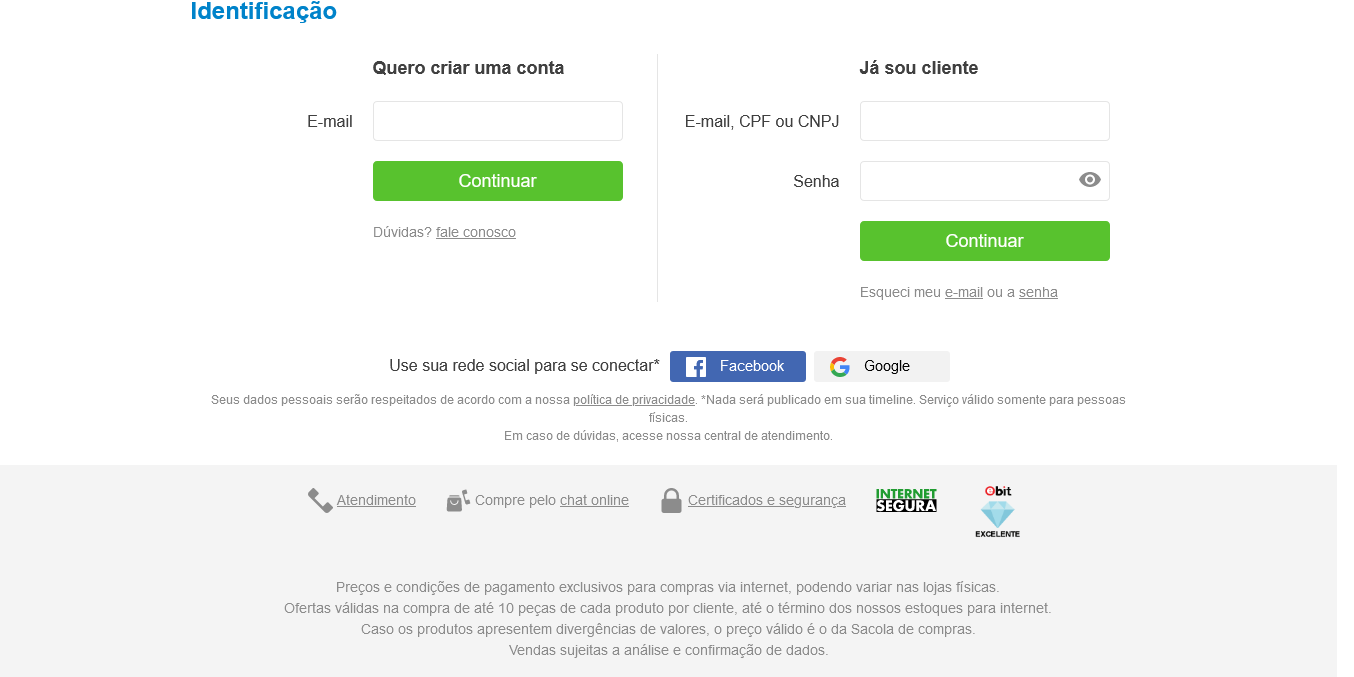 Identificação
Quero criar uma conta
E-mail
Continuar
Dúvidas? fale conosco
Já sou cliente
E-mail, CPF ou CNPJ
Senha
Continuar
Esqueci meu e-mail ou a senha
Use sua rede social para se conectar*
Facebook
Google
Seus dados pessoais serão respeitados de acordo com a nossa política de privacidade. *Nada será publicado em sua timeline. Serviço válido somente para pessoas
físicas.
Em caso de dúvidas, acesse nossa central de atendimento.
Atendimento
Compre pelo chat online
Certificados e segurança
INTERNET
SEGURA
ebit
EXCELENTE
Preços e condições de pagamento exclusivos para compras via internet, podendo variar nas lojas físicas.
Ofertas válidas na compra de até 10 peças de cada produto por cliente, até o término dos nossos estoques para internet.
Caso os produtos apresentem divergências de valores, o preço válido é o da Sacola de compras.
Vendas sujeitas a análise e confirmação de dados.